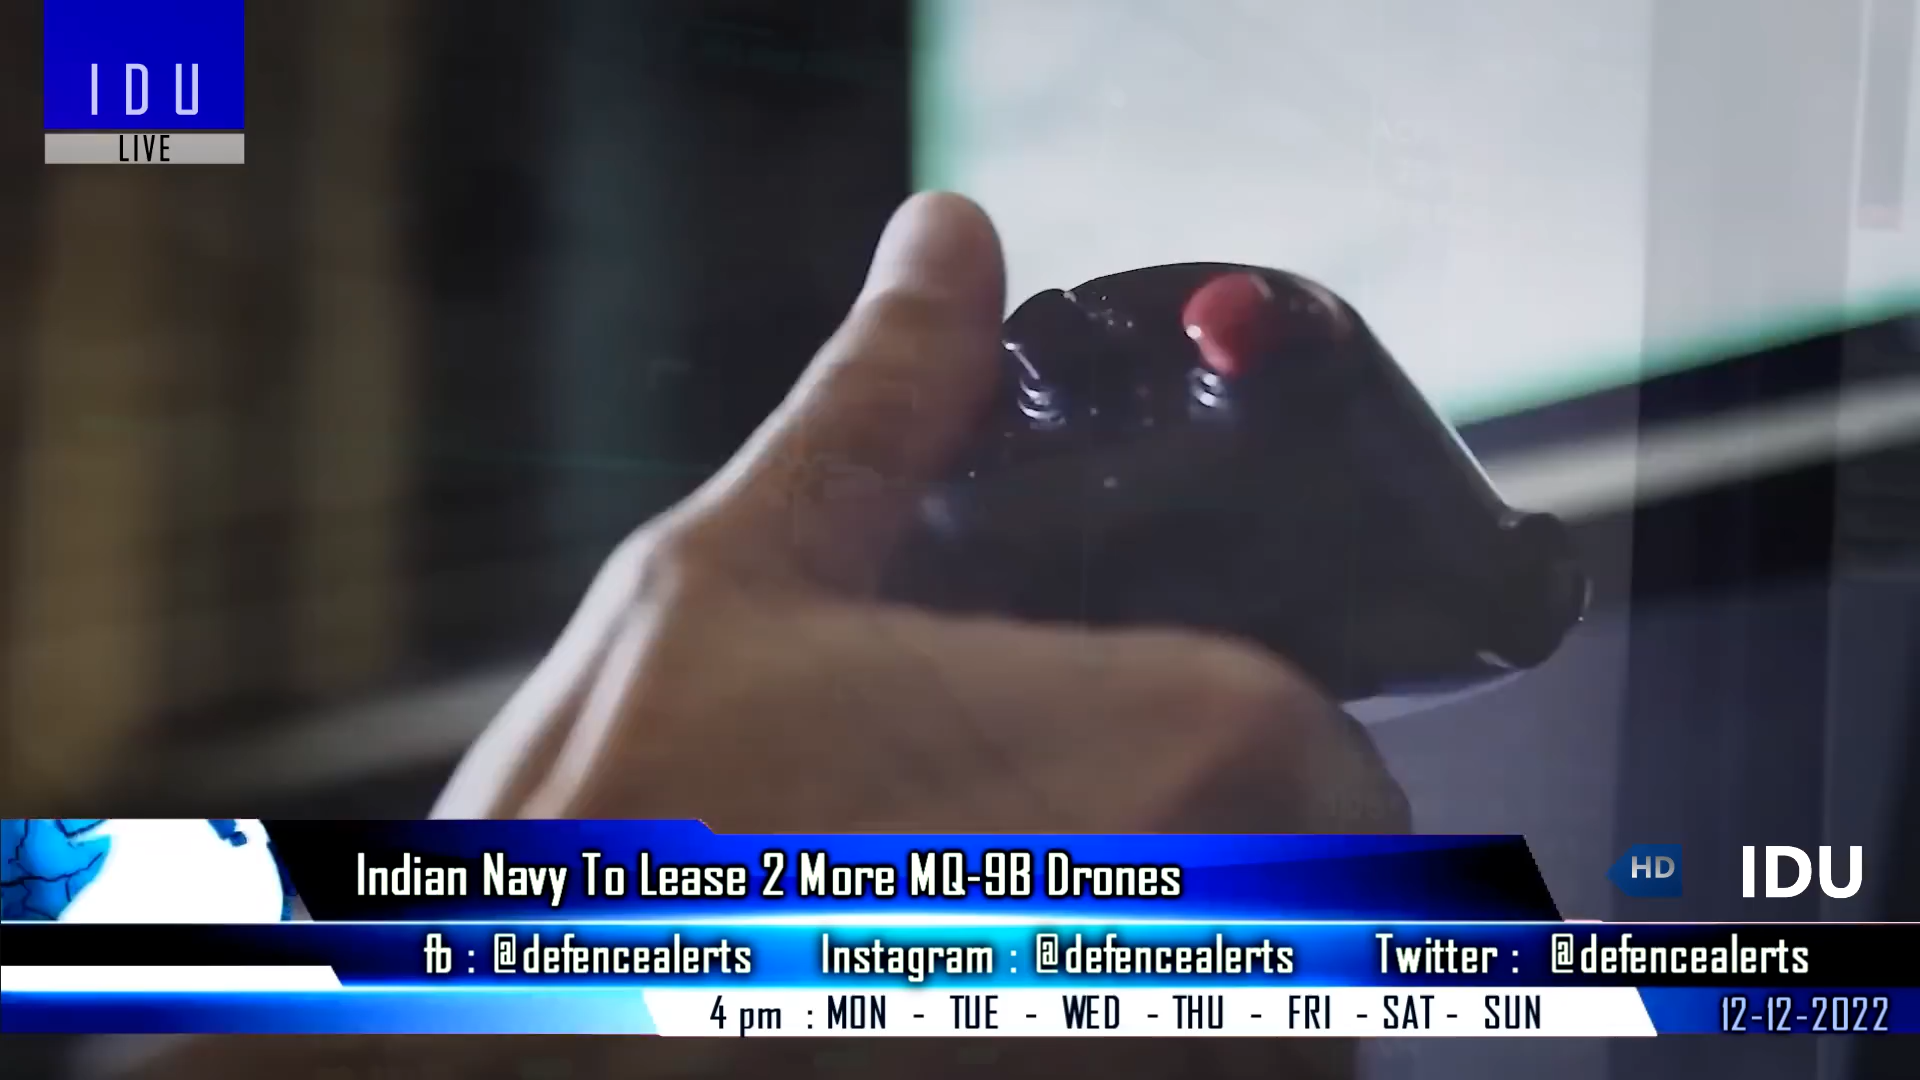 IDU
LIVE
Indian Navy To Lease 2 More MQ-9B Drones
HD IDU
fb : @defencealerts Instagram : @defencealerts Twitter : @defencealerts
4 pm : MON - TUE - WED - THU - FRI - SAT - SUN 12-12-2022